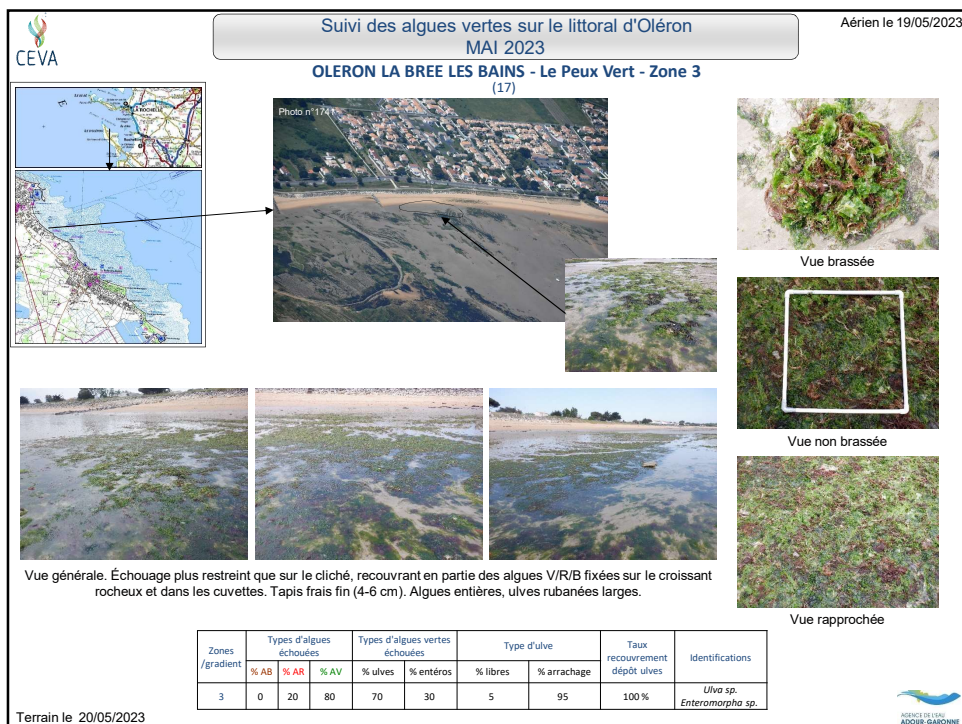 CEVA
Suivi des algues vertes sur le littoral d'Oléron
MAI 2023
Aérien le 19/05/2023
OLERON LA BREE LES BAINS - Le Peux Vert - Zone 3
(17)
Photo n°1741
LA ROCHELLE
Vue brassée
Vue non brassée
Vue générale. Échouage plus restreint que sur le cliché, recouvrant en partie des algues V/R/B fixées sur le croissant
rocheux et dans les cuvettes. Tapis frais fin (4-6 cm). Algues entières, ulves rubanées larges.
Vue rapprochée
Zones
/gradient
Types d'algues
échouées
Types d'algues vertes
échouées
Type d'ulve
Taux
recouvrement
dépôt ulves
Identifications
% AB % AR % AV % ulves % entéros % libres % arrachage
3 0 20 80 70 30 5 95 100 % Ulva sp.
Enteromorpha sp.
Terrain le 20/05/2023
AGENCE DE L'EAU
ADOUR-GARONNE